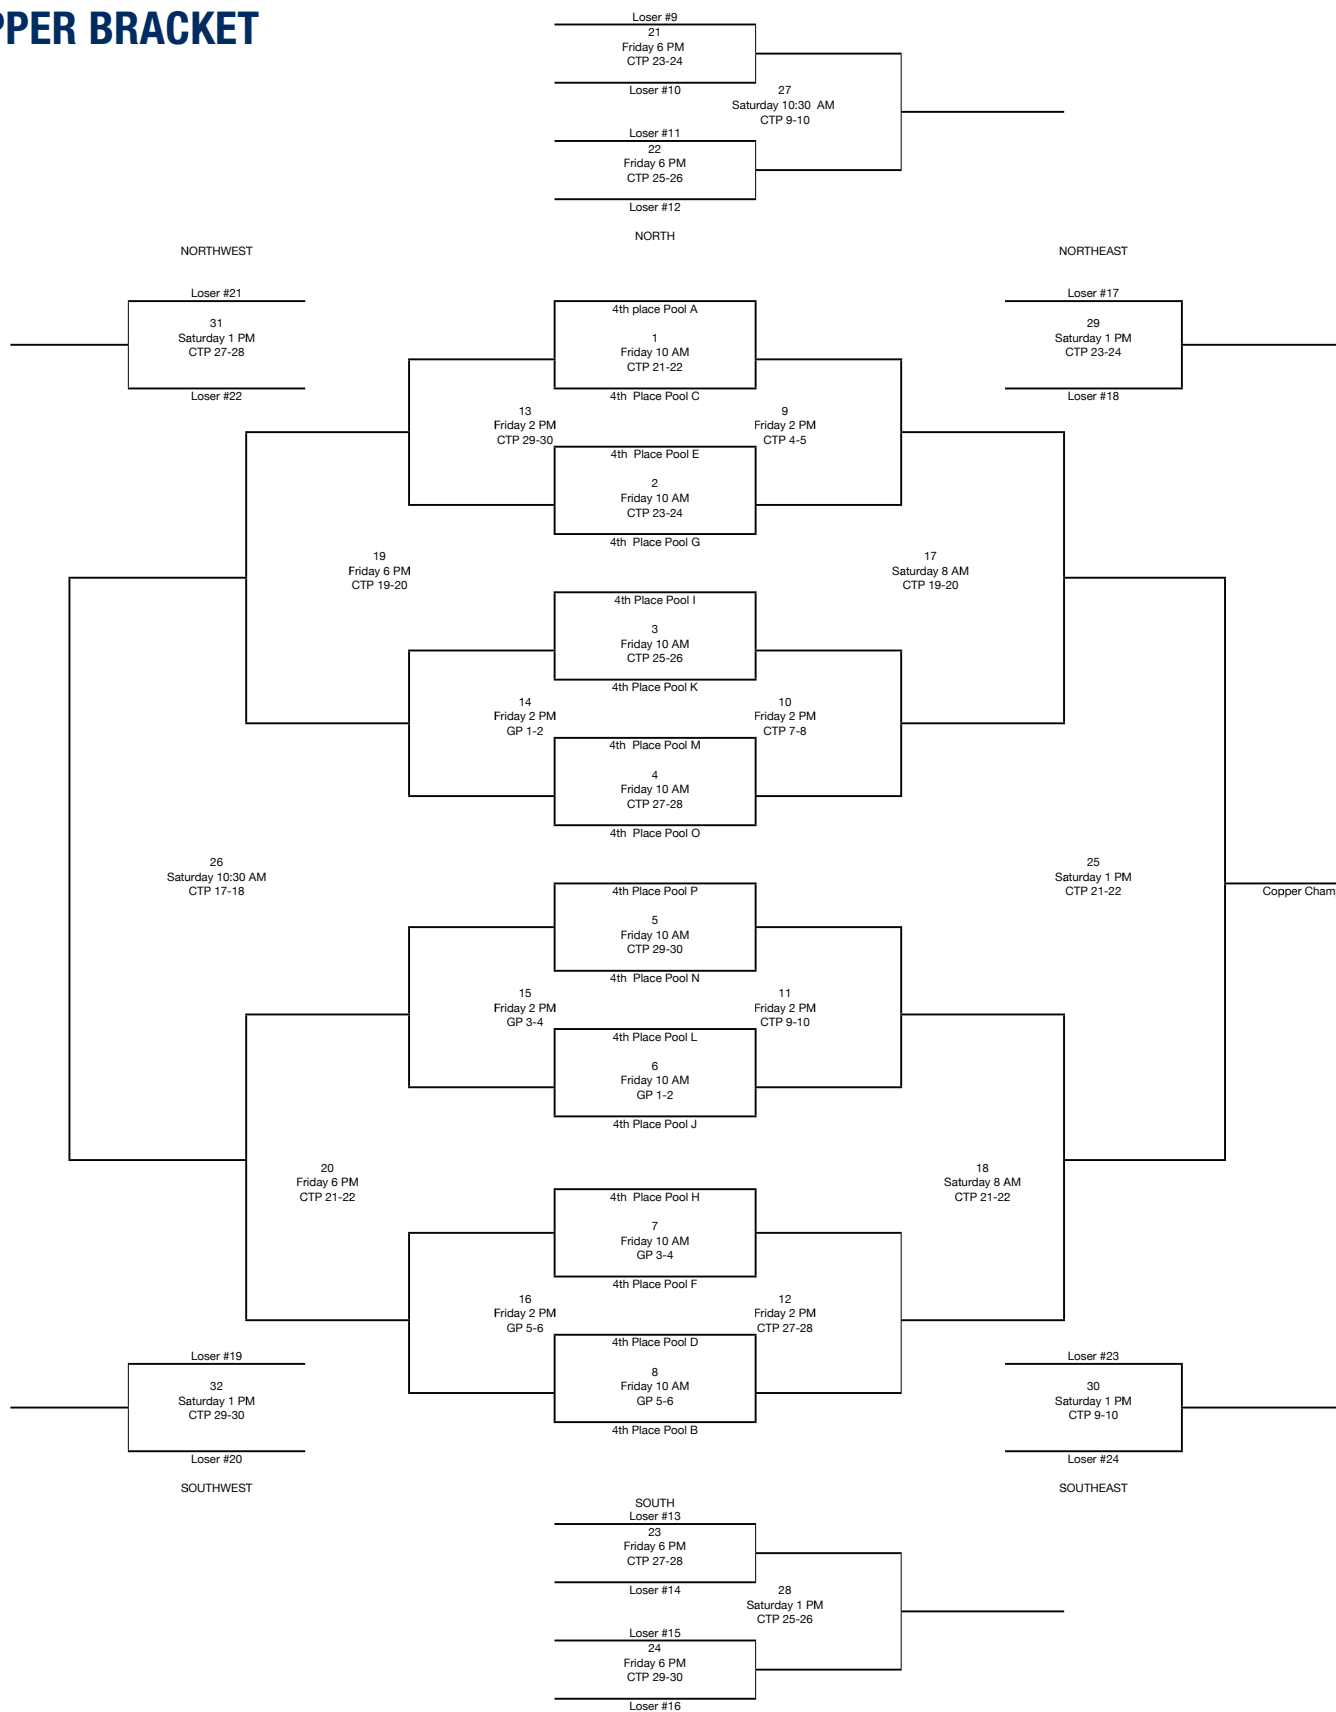 PPER BRACKET
Loser #9
21
Friday 6 PM
CTP 23-24
Loser #10
27
Saturday 10:30 AM
CTP 9-10
Loser #11
22
Friday 6 PM
CTP 25-26
Loser #12
NORTH
NORTHWEST
NORTHEAST
Loser #21
31
Saturday 1 PM
CTP 27-28
Loser #22
4th place Pool A
1
Friday 10 AM
CTP 21-22
4th Place Pool C
Loser #17
29
Saturday 1 PM
CTP 23-24
Loser #18
13
Friday 2 PM
CTP 29-30
9
Friday 2 PM
CTP 4-5
4th Place Pool E
2
Friday 10 AM
CTP 23-24
4th Place Pool G
19
Friday 6 PM
CTP 19-20
17
Saturday 8 AM
CTP 19-20
4th Place Pool I
3
Friday 10 AM
CTP 25-26
4th Place Pool K
14
Friday 2 PM
GP 1-2
10
Friday 2 PM
CTP 7-8
4th Place Pool M
4
Friday 10 AM
CTP 27-28
4th Place Pool O
26
Saturday 10:30 AM
CTP 17-18
25
Saturday 1 PM
CTP 21-22
Copper Cham
4th Place Pool P
5
Friday 10 AM
CTP 29-30
4th Place Pool N
15
Friday 2 PM
GP 3-4
11
Friday 2 PM
CTP 9-10
4th Place Pool L
6
Friday 10 AM
GP 1-2
4th Place Pool J
20
Friday 6 PM
CTP 21-22
18
Saturday 8 AM
CTP 21-22
4th Place Pool H
7
Friday 10 AM
GP 3-4
4th Place Pool F
16
Friday 2 PM
GP 5-6
12
Friday 2 PM
CTP 27-28
4th Place Pool D
8
Friday 10 AM
GP 5-6
4th Place Pool B
Loser #19
32
Saturday 1 PM
CTP 29-30
Loser #20
SOUTHWEST
Loser #23
30
Saturday 1 PM
CTP 9-10
Loser #24
SOUTHEAST
SOUTH
Loser #13
23
Friday 6 PM
CTP 27-28
Loser #14
28
Saturday 1 PM
CTP 25-26
Loser #15
24
Friday 6 PM
CTP 29-30
Loser #16